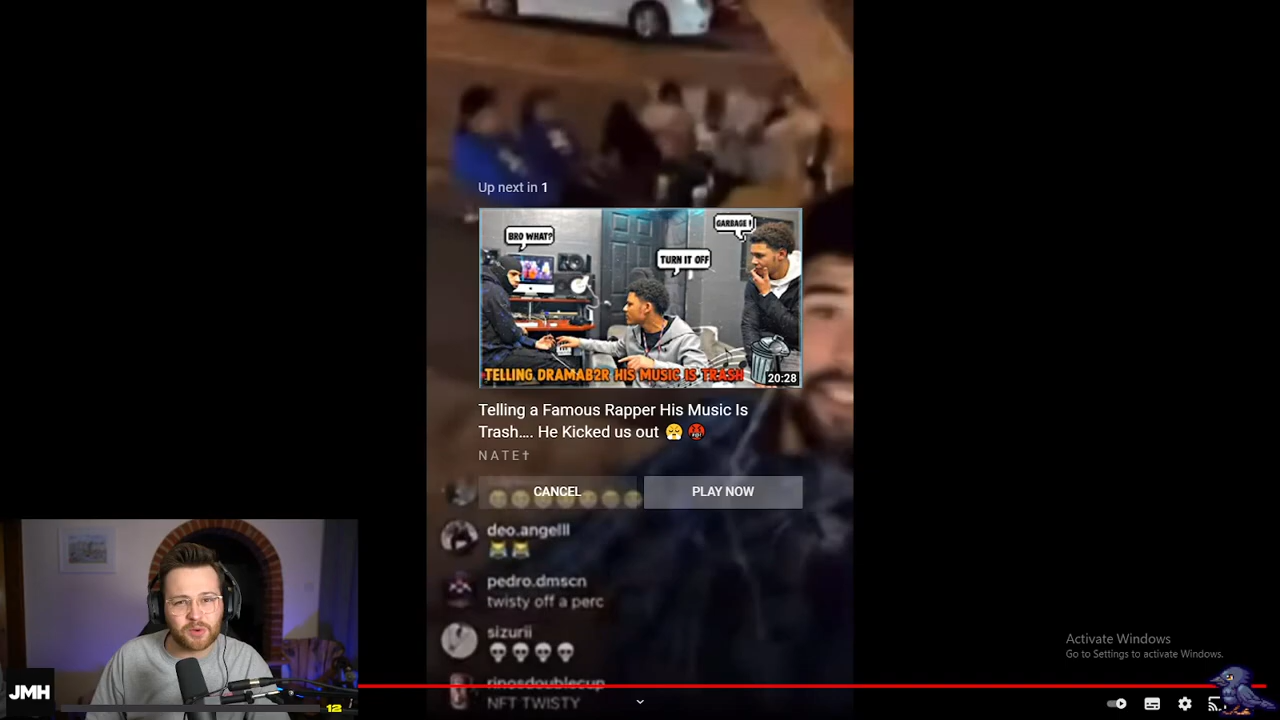 Up next in 1
BRO WHAT?
GARBAGE !
TURN IT OFF
TELLING DRAMAB2R HIS MUSIC IS TRASH
20:28
Telling a Famous Rapper His Music Is
Trash.... He Kicked us out 😤 🤬
N A T E †
CANCEL
PLAY NOW
deo.angelll
😹😹
pedro.dmscn
twisty off a perc
sizurii
💀💀💀💀
rinosdoublecup
NFT TWISTY
Activate Windows
Go to Settings to activate Windows.
JMH
12